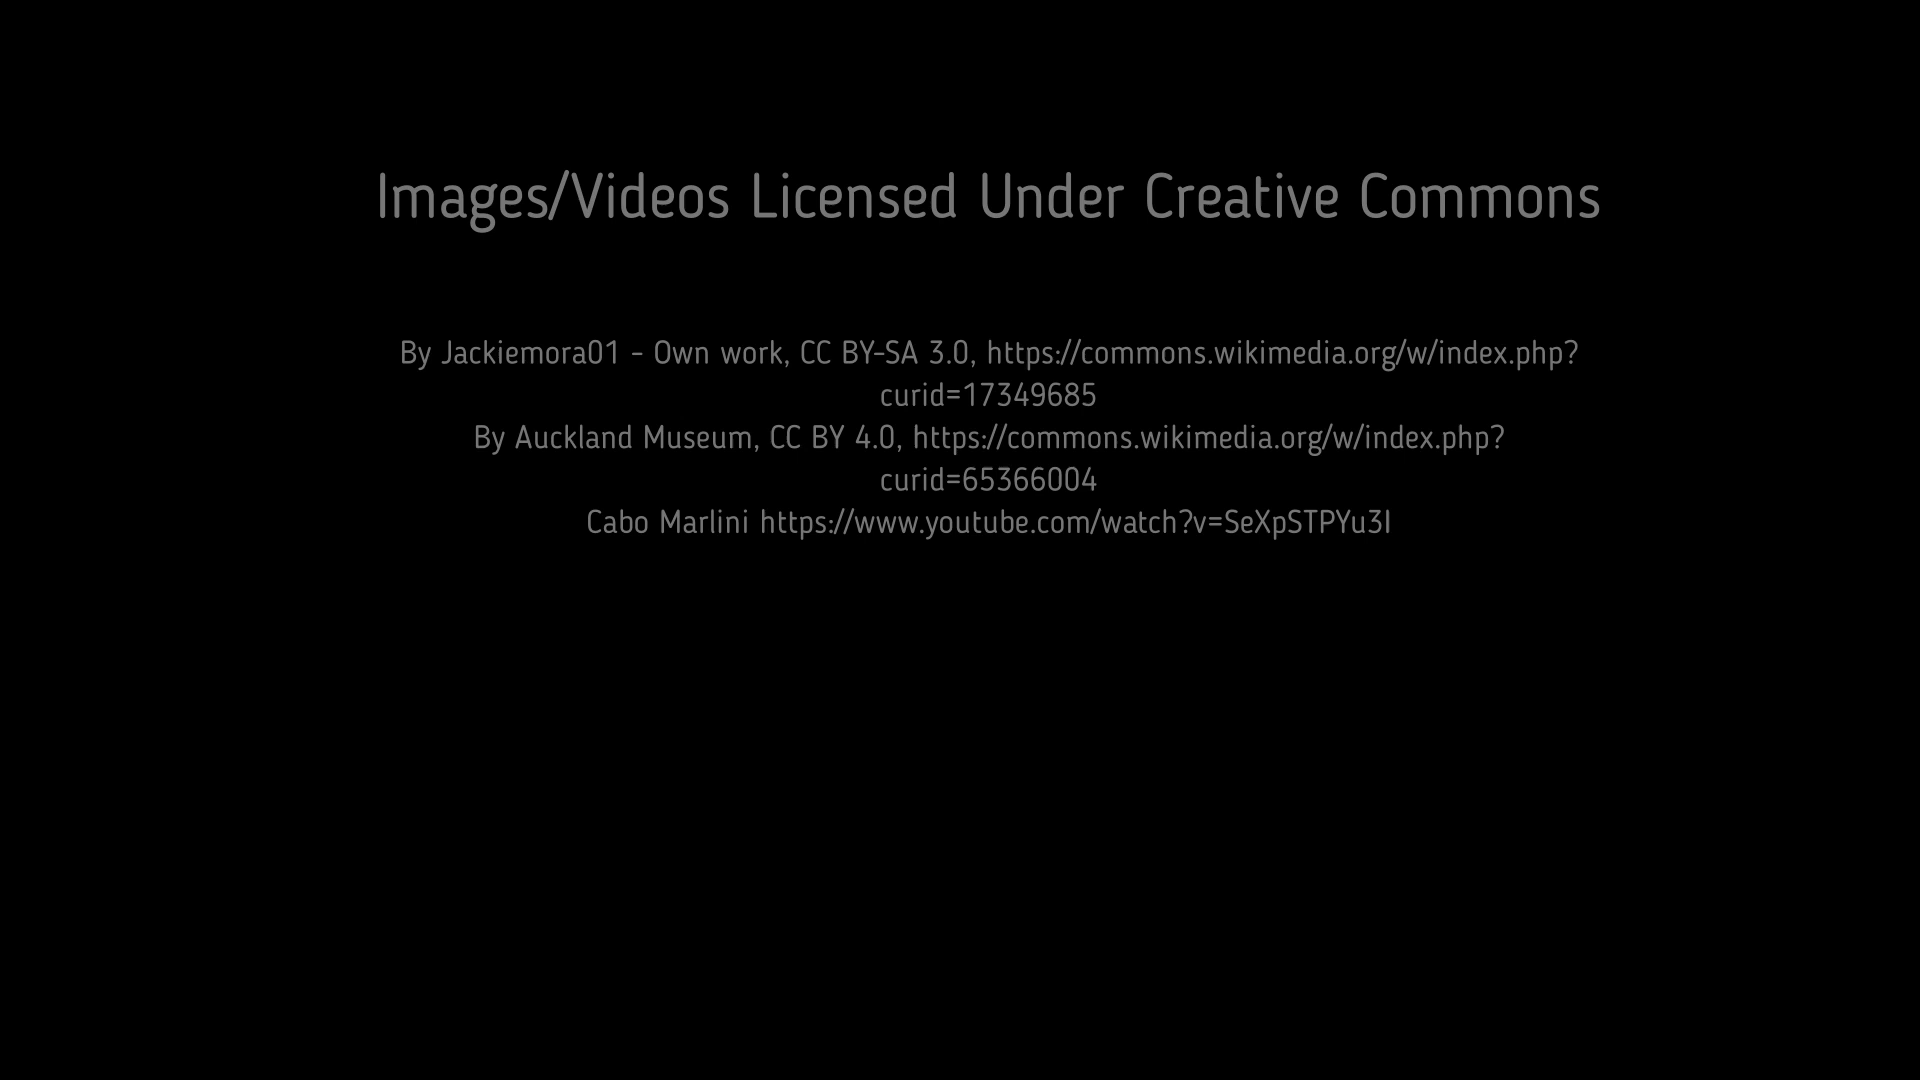 Images/Videos Licensed Under Creative Commons
By Jackiemora01 - Own work, CC BY-SA 3.0, https://commons.wikimedia.org/w/index.php?
curid=17349685
By Auckland Museum, CC BY 4.0, https://commons.wikimedia.org/w/index.php?
curid=65366004
Cabo Marlini https://www.youtube.com/watch?v=SeXpSTPYu3I